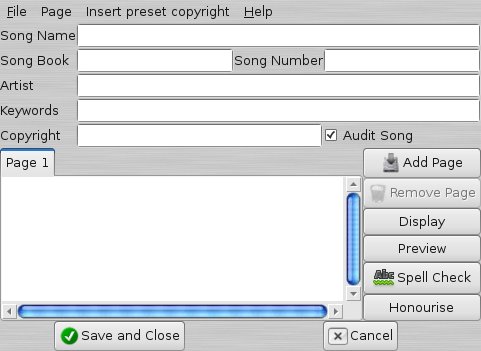 File Page Insert preset copyright Help
Song Name
Song Book Song Number
Artist
Keywords
Copyright Audit Song
Page 1 Add Page
Remove Page
Display
Preview
Abc Spell Check
Honourise
Save and Close Cancel